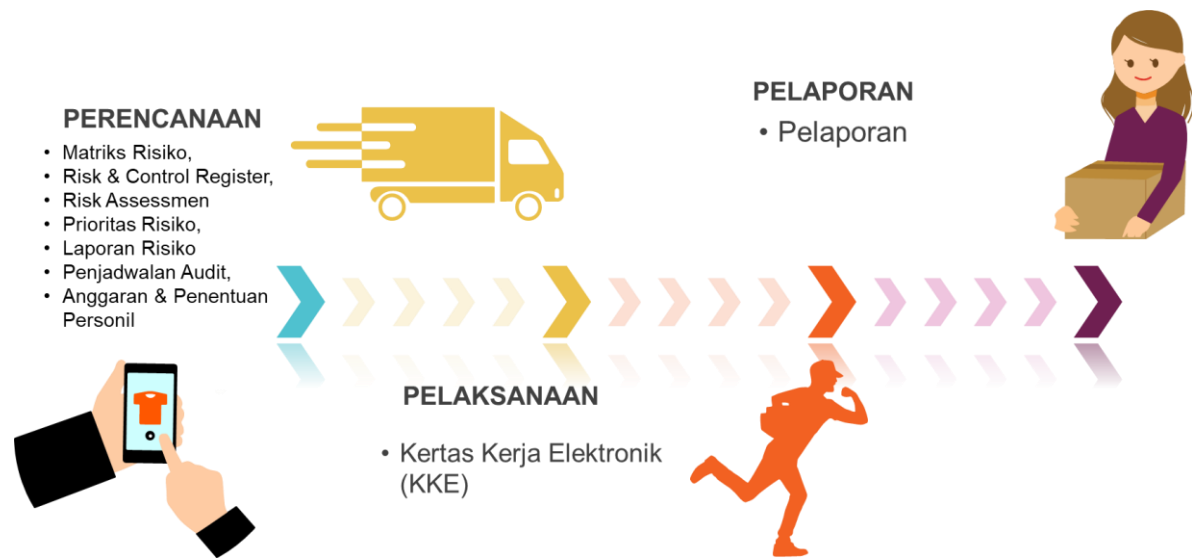 PERENCANAAN
• Matriks Risiko,
• Risk & Control Register,
• Risk Assessmen
• Prioritas Risiko,
• Laporan Risiko
• Penjadwalan Audit,
• Anggaran & Penentuan
Personil
PELAKSANAAN
• Kertas Kerja Elektronik
(KKE)
PELAPORAN
• Pelaporan